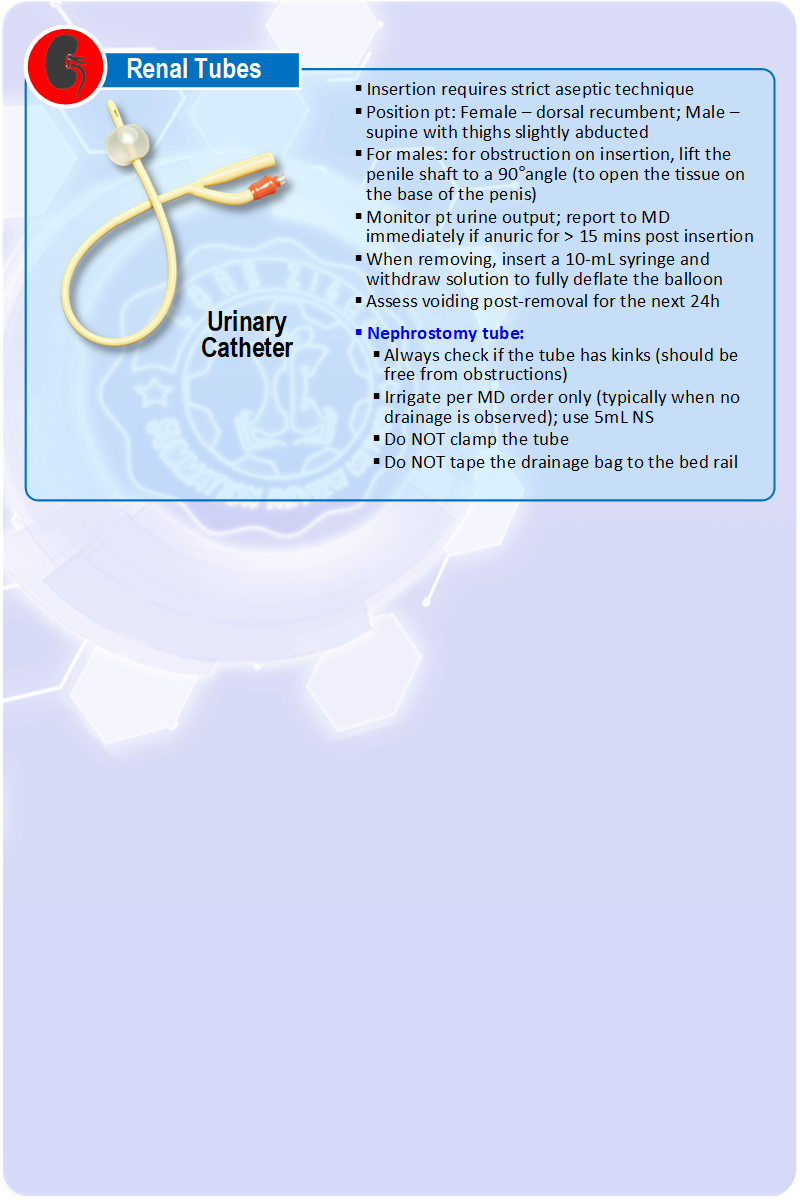 Renal Tubes
▪ Insertion requires strict aseptic technique
▪ Position pt: Female – dorsal recumbent; Male –
supine with thighs slightly abducted
▪ For males: for obstruction on insertion, lift the
penile shaft to a 90°angle (to open the tissue on
the base of the penis)
▪ Monitor pt urine output; report to MD
immediately if anuric for > 15 mins post insertion
▪ When removing, insert a 10-mL syringe and
withdraw solution to fully deflate the balloon
▪ Assess voiding post-removal for the next 24h
Urinary
Catheter
▪ Nephrostomy tube:
▪ Always check if the tube has kinks (should be
free from obstructions)
▪ Irrigate per MD order only (typically when no
drainage is observed); use 5mL NS
▪ Do NOT clamp the tube
▪ Do NOT tape the drainage bag to the bed rail